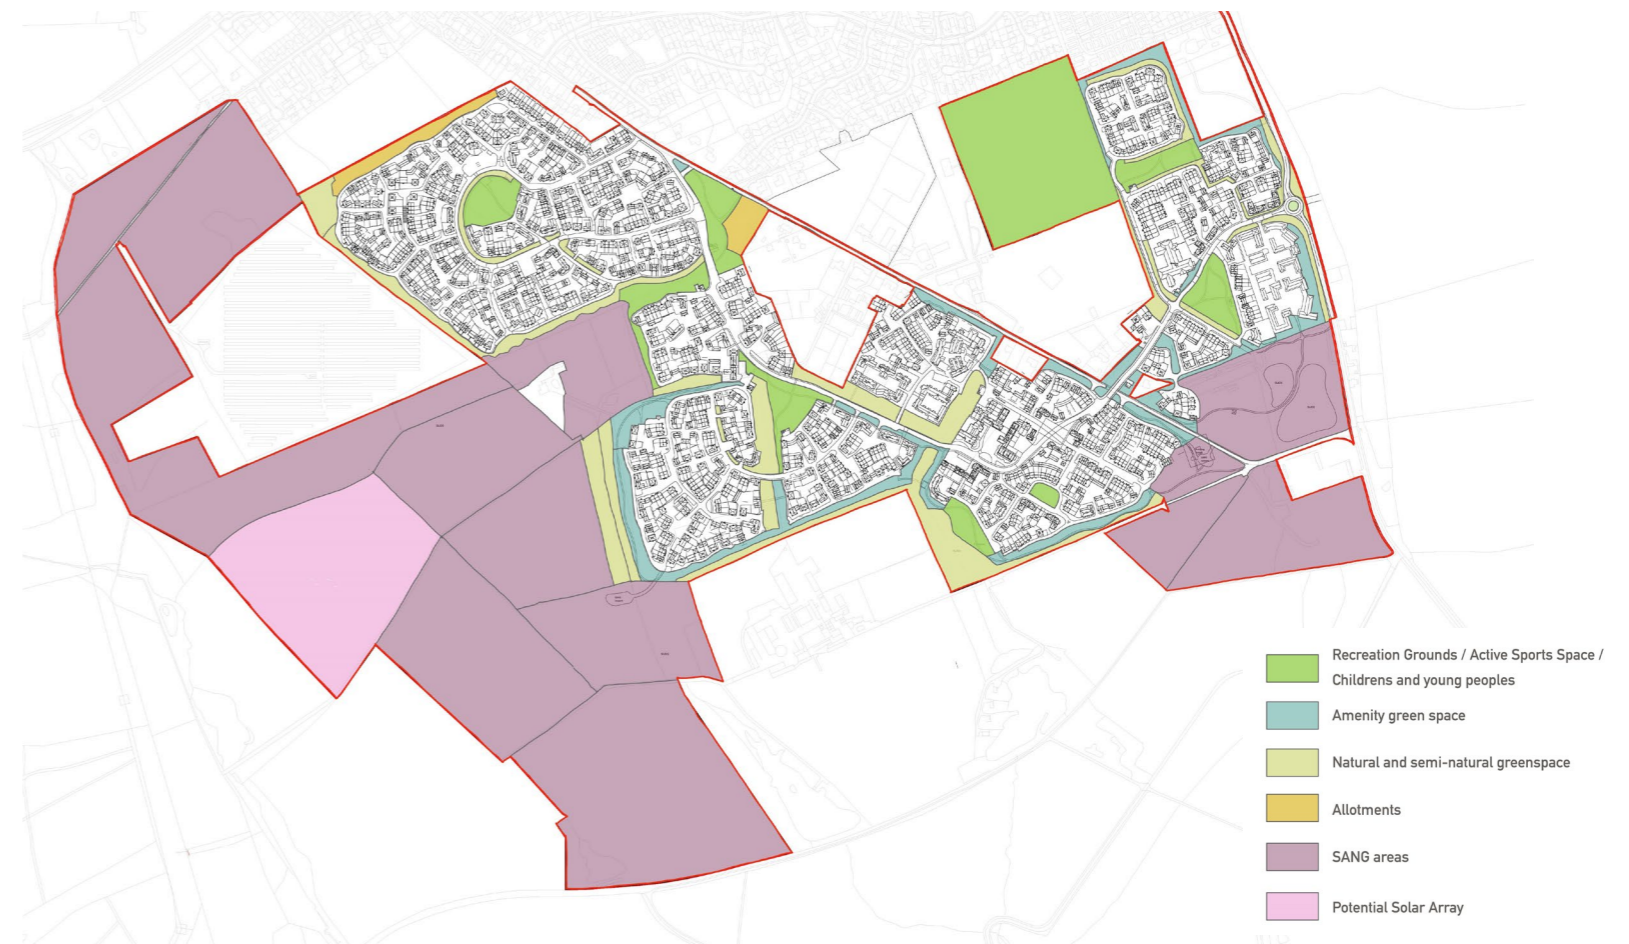 Recreation Grounds / Active Sports Space /
Childrens and young peoples
Amenity green space
Natural and semi-natural greenspace
Allotments
SANG areas
Potential Solar Array